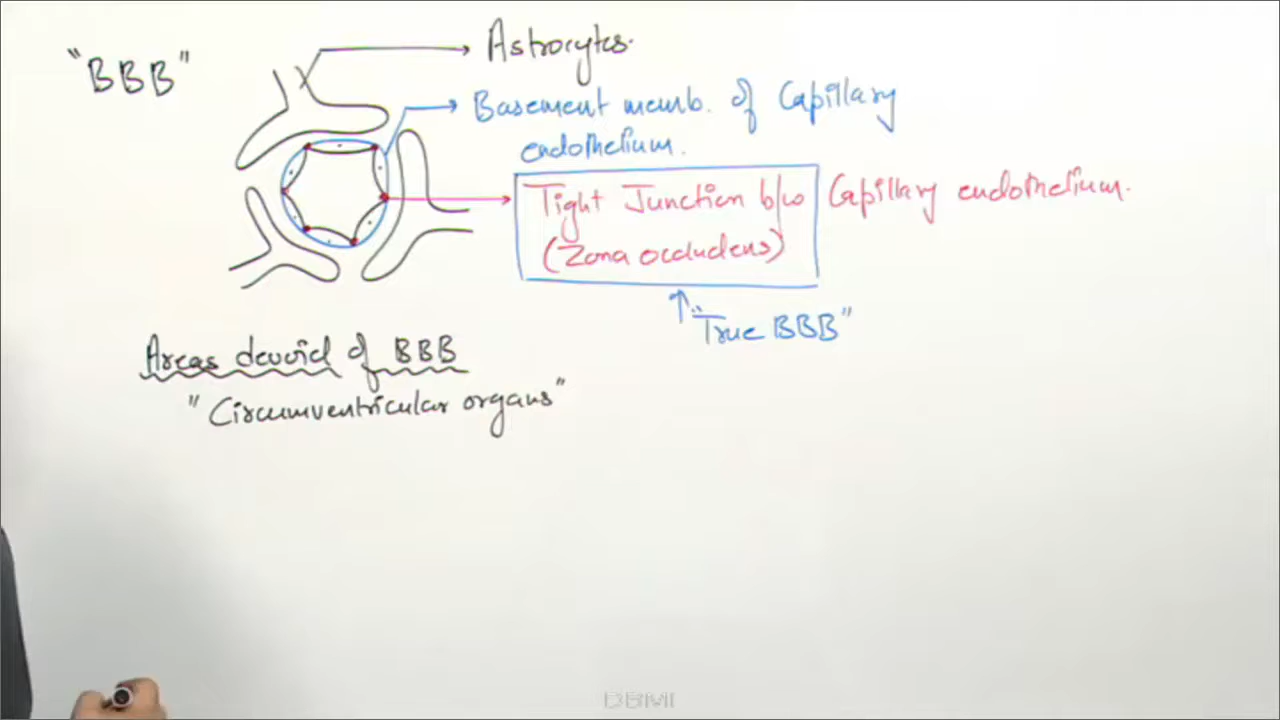 "BBB"
Astrocytes.
Basement memb. of Capillary
endothelium.
Tight Junction b/w Capillary endothelium.
(Zona occludens)
"True BBB"
Areas devoid of BBB
"Circumventricular organs"